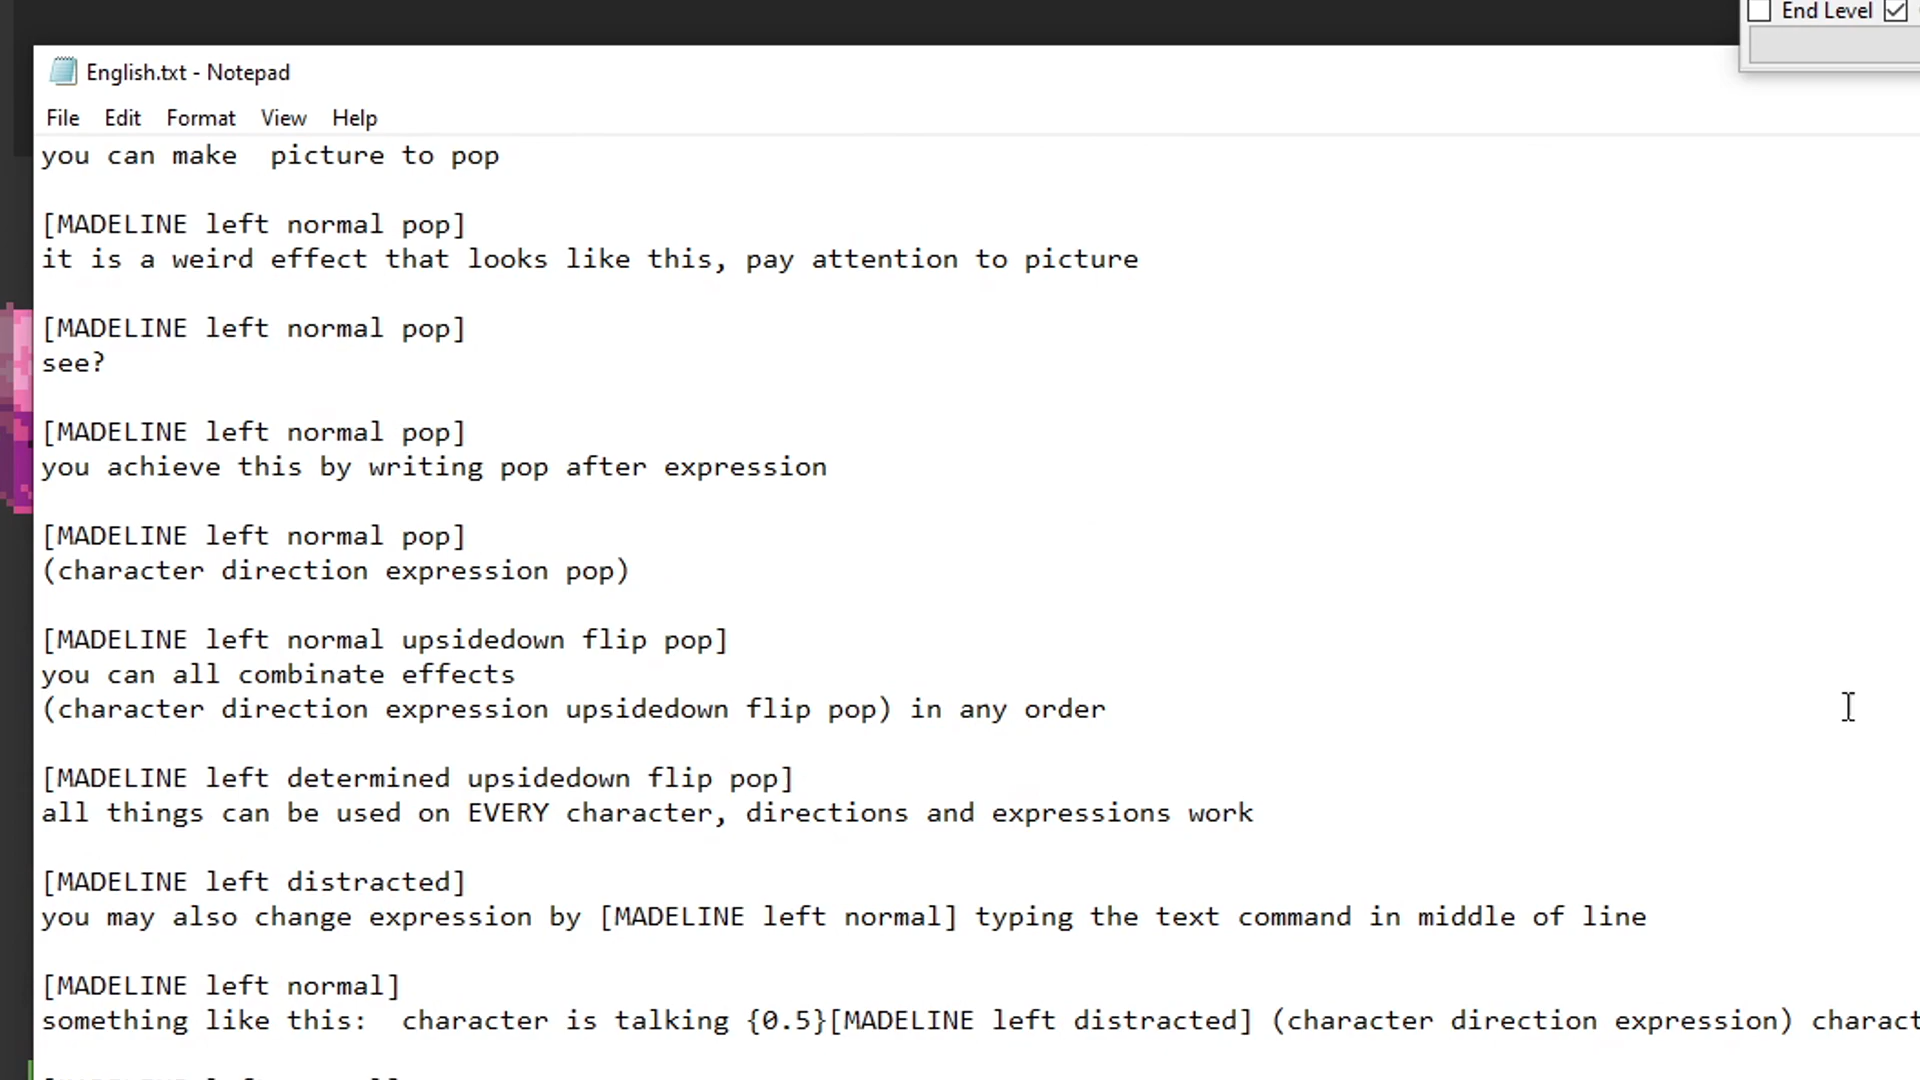 End Level
English.txt - Notepad
File Edit Format View Help
you can make  picture to pop
[MADELINE left normal pop]
it is a weird effect that looks like this, pay attention to picture
[MADELINE left normal pop]
see?
[MADELINE left normal pop]
you achieve this by writing pop after expression
[MADELINE left normal pop]
(character direction expression pop)
[MADELINE left normal upsidedown flip pop]
you can all combinate effects
(character direction expression upsidedown flip pop) in any order
[MADELINE left determined upsidedown flip pop]
all things can be used on EVERY character, directions and expressions work
[MADELINE left distracted]
you may also change expression by [MADELINE left normal] typing the text command in middle of line
[MADELINE left normal]
something like this:  character is talking {0.5}[MADELINE left distracted] (character direction expression) charact